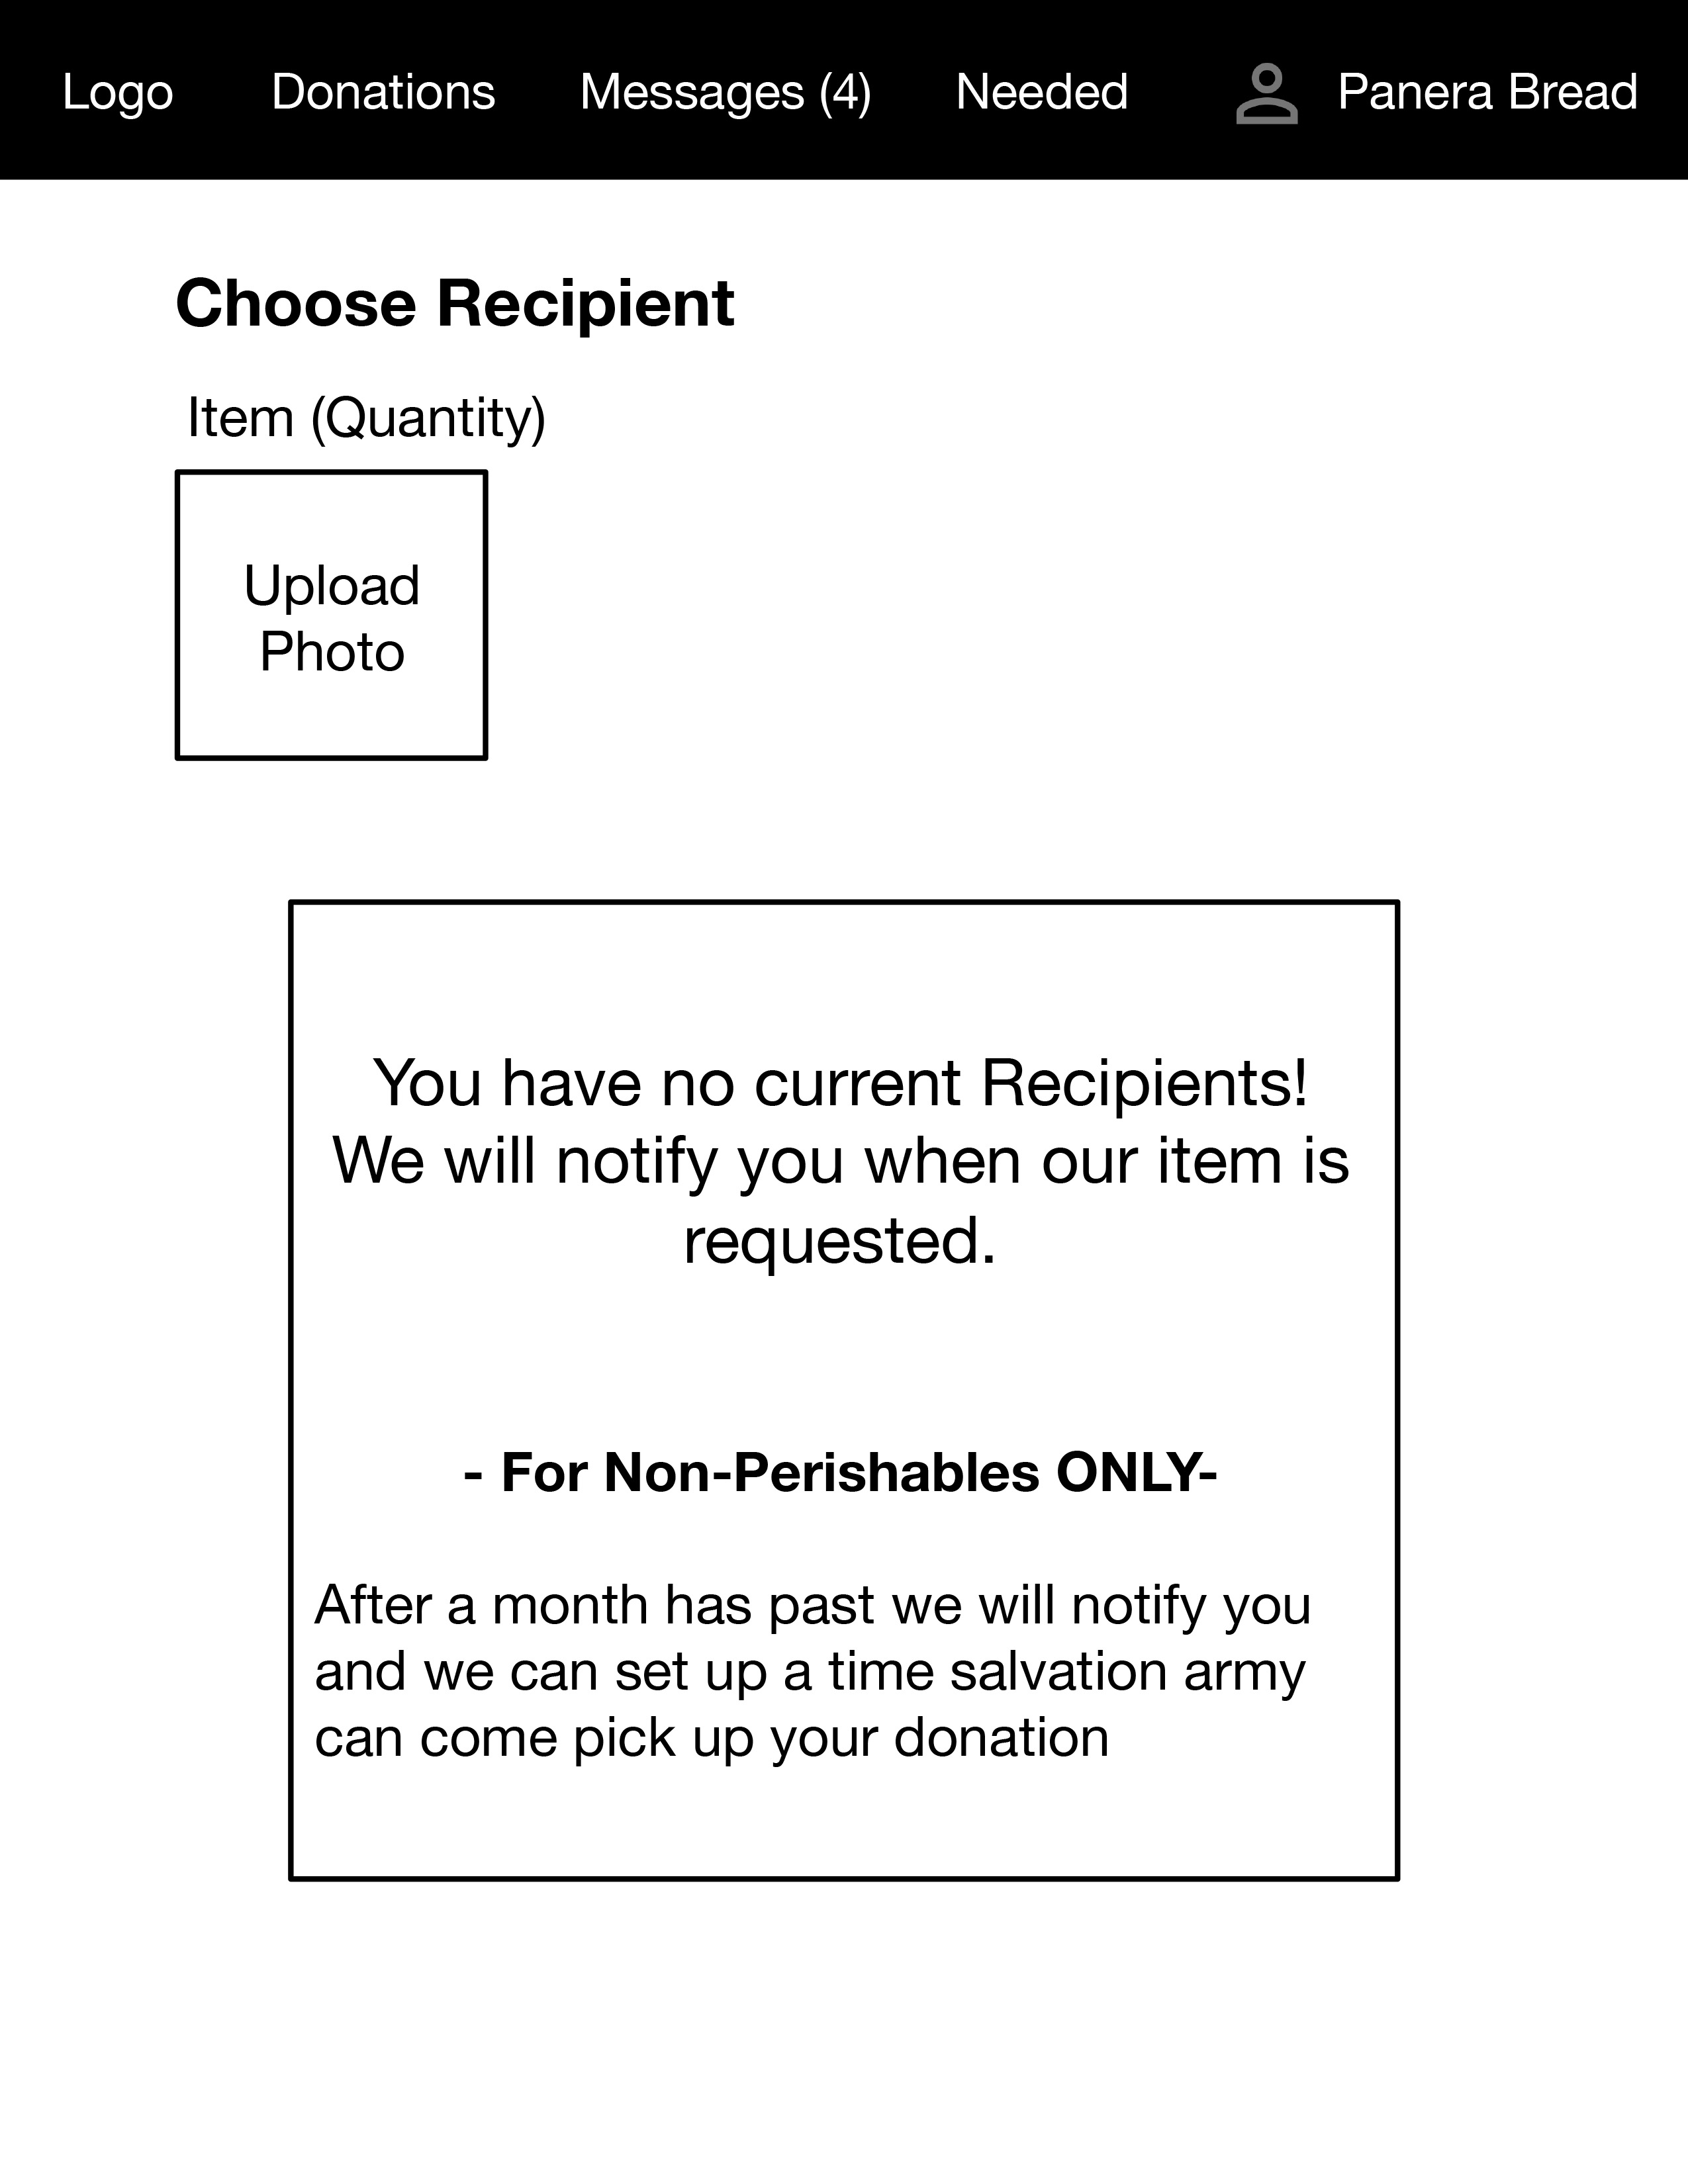 Logo Donations Messages (4) Needed Panera Bread
Choose Recipient
Item (Quantity)
Upload
Photo
You have no current Recipients!
We will notify you when our item is
requested.
- For Non-Perishables ONLY-
After a month has past we will notify you
and we can set up a time salvation army
can come pick up your donation